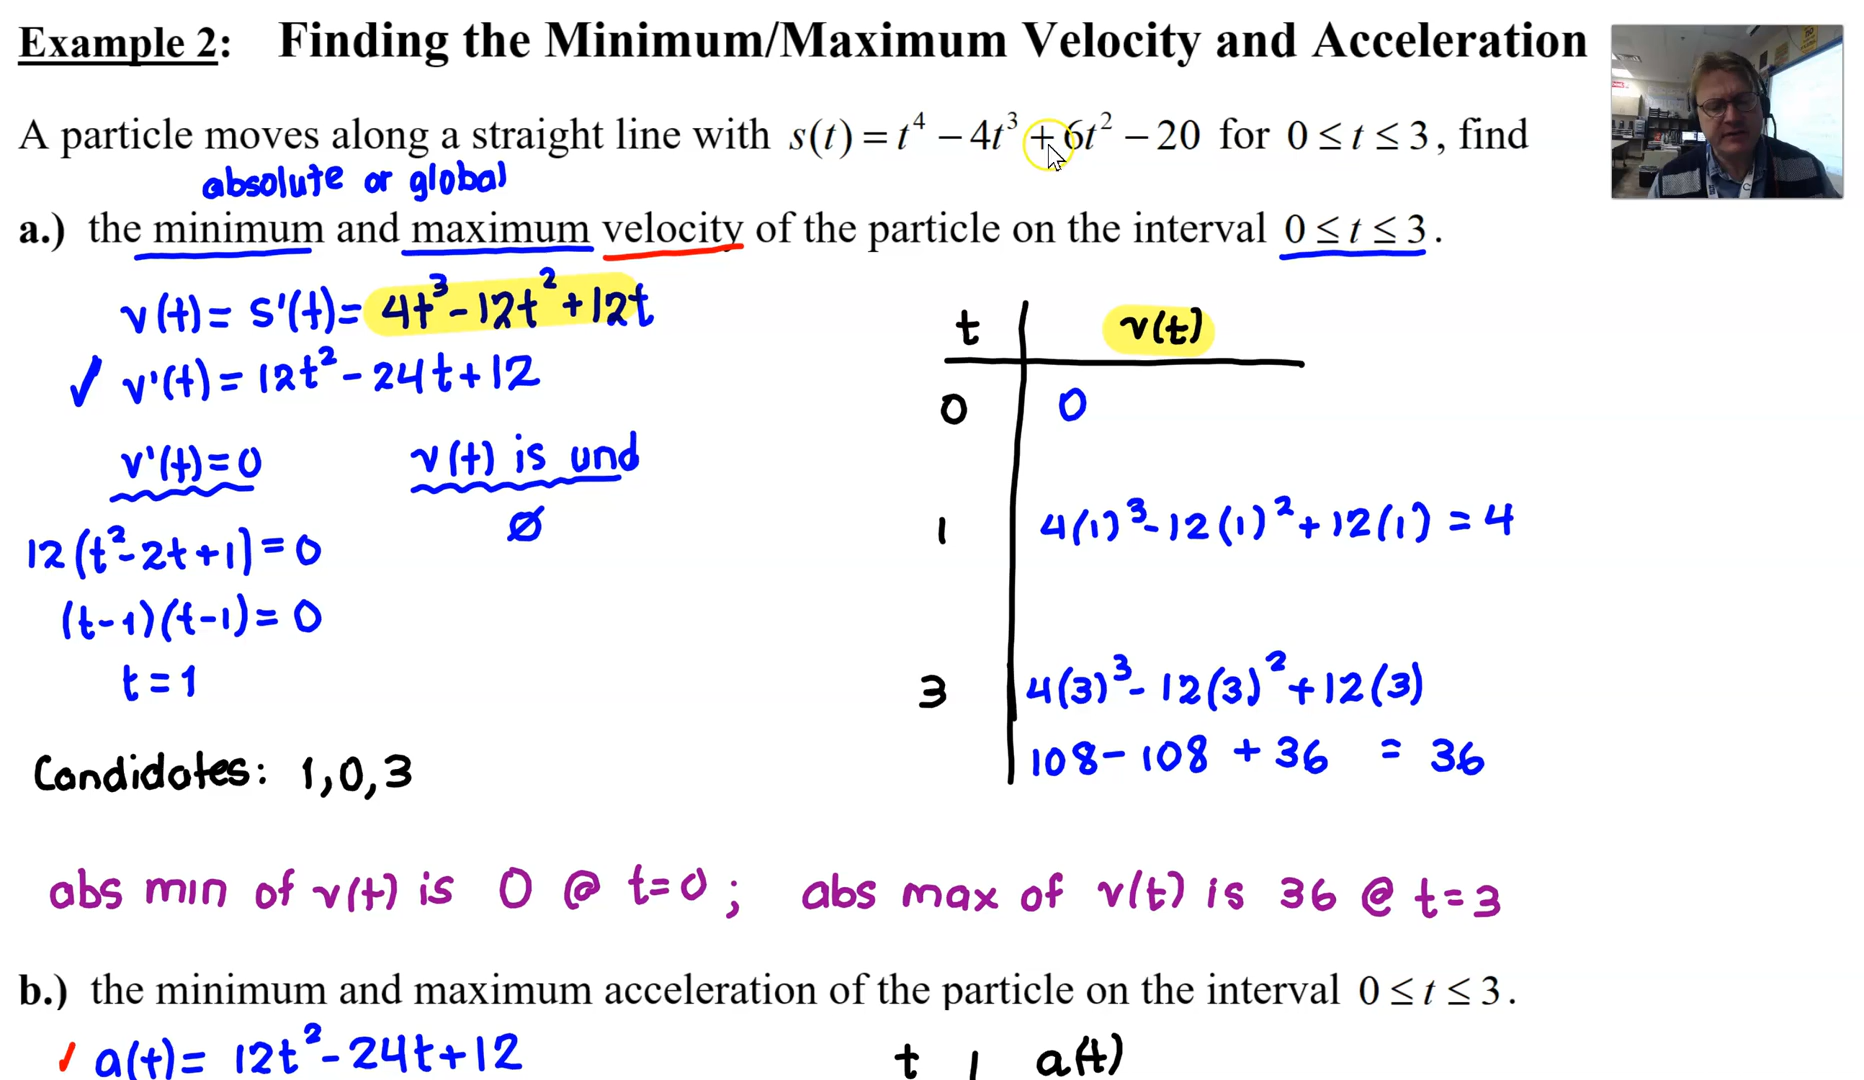 Example 2: Finding the Minimum/Maximum Velocity and Acceleration
A particle moves along a straight line with s(t) = t⁴ − 4t³ + 6t² − 20 for 0 ≤ t ≤ 3, find
absolute or global
a.) the minimum and maximum velocity of the particle on the interval 0 ≤ t ≤ 3.
v(t) = s'(t) = 4t³ - 12t² + 12t
✓ v'(t) = 12t² - 24t + 12
v'(t) = 0
v(t) is und
12(t² - 2t + 1) = 0
∅
(t-1)(t-1) = 0
t = 1
Candidates: 1, 0, 3
t v(t)
0 0
1 4(1)³ - 12(1)² + 12(1) = 4
3 4(3)³ - 12(3)² + 12(3)
108 - 108 + 36 = 36
abs min of v(t) is 0 @ t=0; abs max of v(t) is 36 @ t=3
b.) the minimum and maximum acceleration of the particle on the interval 0 ≤ t ≤ 3.
✓ a(t) = 12t² - 24t + 12
t a(t)